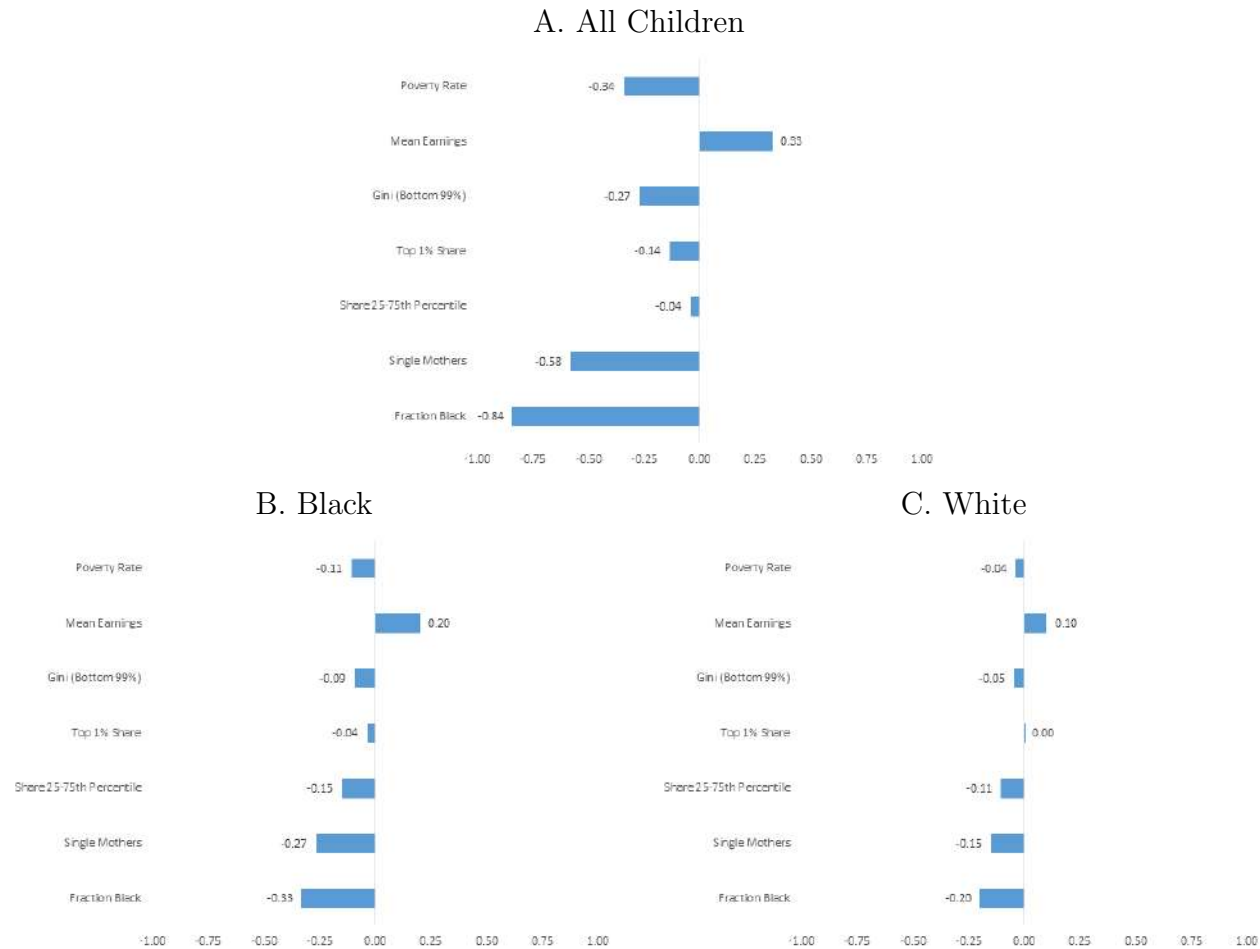 A. All Children
Poverty Rate -0.34
Mean Earnings 0.33
Gini (Bottom 99%) -0.27
Top 1% Share -0.14
Share 25-75th Percentile -0.04
Single Mothers -0.58
Fraction Black -0.84
-1.00 -0.75 -0.50 -0.25 0.00 0.25 0.50 0.75 1.00
B. Black
Poverty Rate -0.11
Mean Earnings 0.20
Gini (Bottom 99%) -0.09
Top 1% Share -0.04
Share 25-75th Percentile -0.15
Single Mothers -0.27
Fraction Black -0.33
-1.00 -0.75 -0.50 -0.25 0.00 0.25 0.50 0.75 1.00
C. White
Poverty Rate -0.04
Mean Earnings 0.10
Gini (Bottom 99%) -0.05
Top 1% Share 0.00
Share 25-75th Percentile -0.11
Single Mothers -0.15
Fraction Black -0.20
-1.00 -0.75 -0.50 -0.25 0.00 0.25 0.50 0.75 1.00